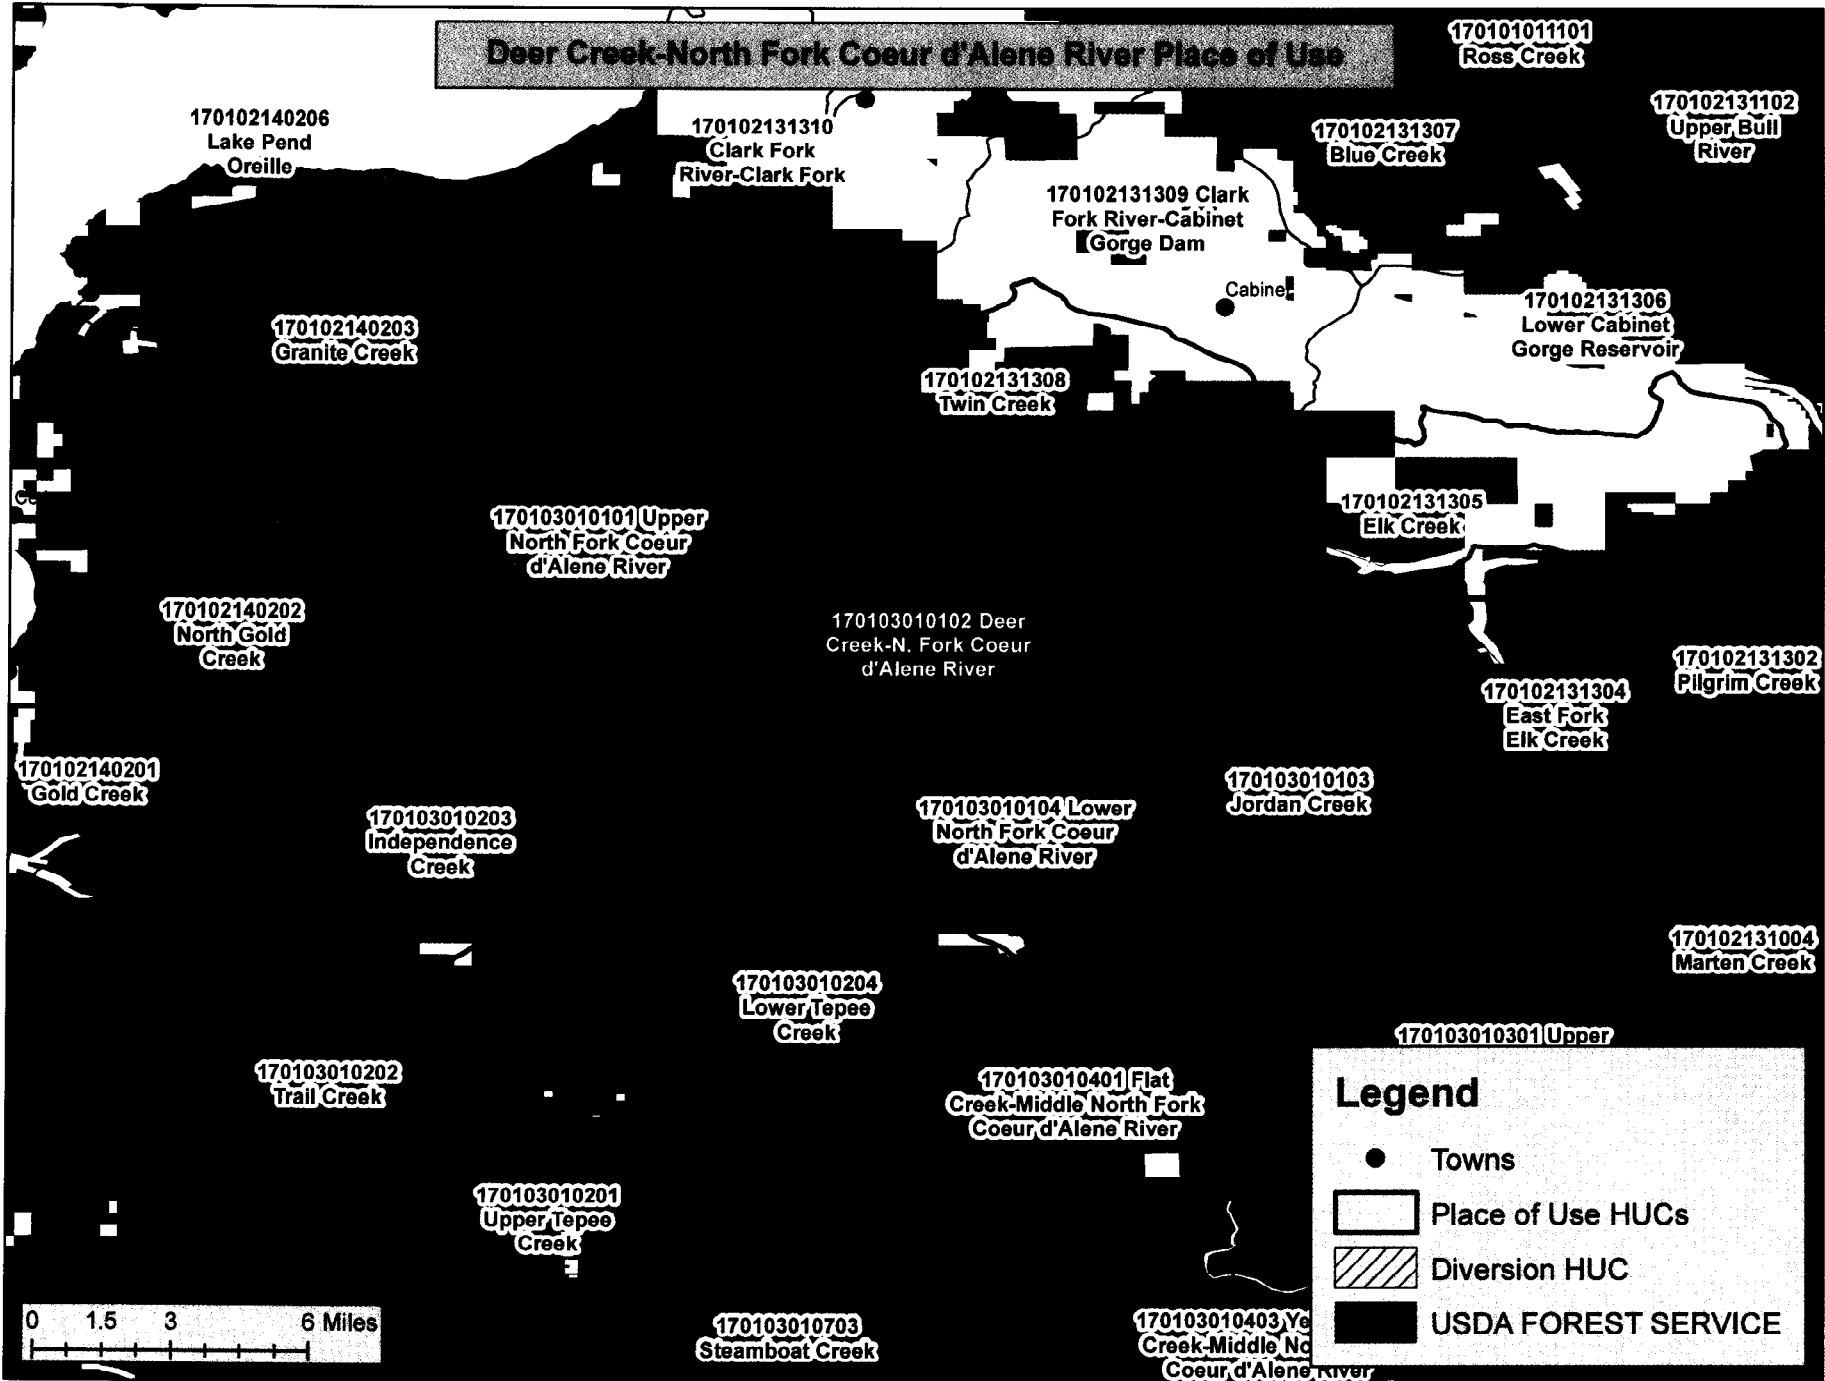 Deer Creek-North Fork Coeur d'Alene River Place of Use
170101011101
Ross Creek
170102140206
Lake Pend
Oreille
170102131310
Clark Fork
River-Clark Fork
170102131307
Blue Creek
170102131102
Upper Bull
River
170102131309 Clark
Fork River-Cabinet
Gorge Dam
Cabinet
170102131306
Lower Cabinet
Gorge Reservoir
170102140203
Granite Creek
170102131308
Twin Creek
170102131305
Elk Creek
170103010101 Upper
North Fork Coeur
d'Alene River
170102140202
North Gold
Creek
170103010102 Deer
Creek-N. Fork Coeur
d'Alene River
170102131302
Pilgrim Creek
170102131304
East Fork
Elk Creek
170102140201
Gold Creek
170103010103
Jordan Creek
170103010203
Independence
Creek
170103010104 Lower
North Fork Coeur
d'Alene River
170102131004
Marten Creek
170103010204
Lower Tepee
Creek
170103010301 Upper
170103010202
Trail Creek
170103010401 Flat
Creek-Middle North Fork
Coeur d'Alene River
170103010201
Upper Tepee
Creek
170103010703
Steamboat Creek
170103010403 Ye
Creek-Middle No
Coeur d'Alene River
Legend
Towns
Place of Use HUCs
Diversion HUC
USDA FOREST SERVICE
0 1.5 3 6 Miles